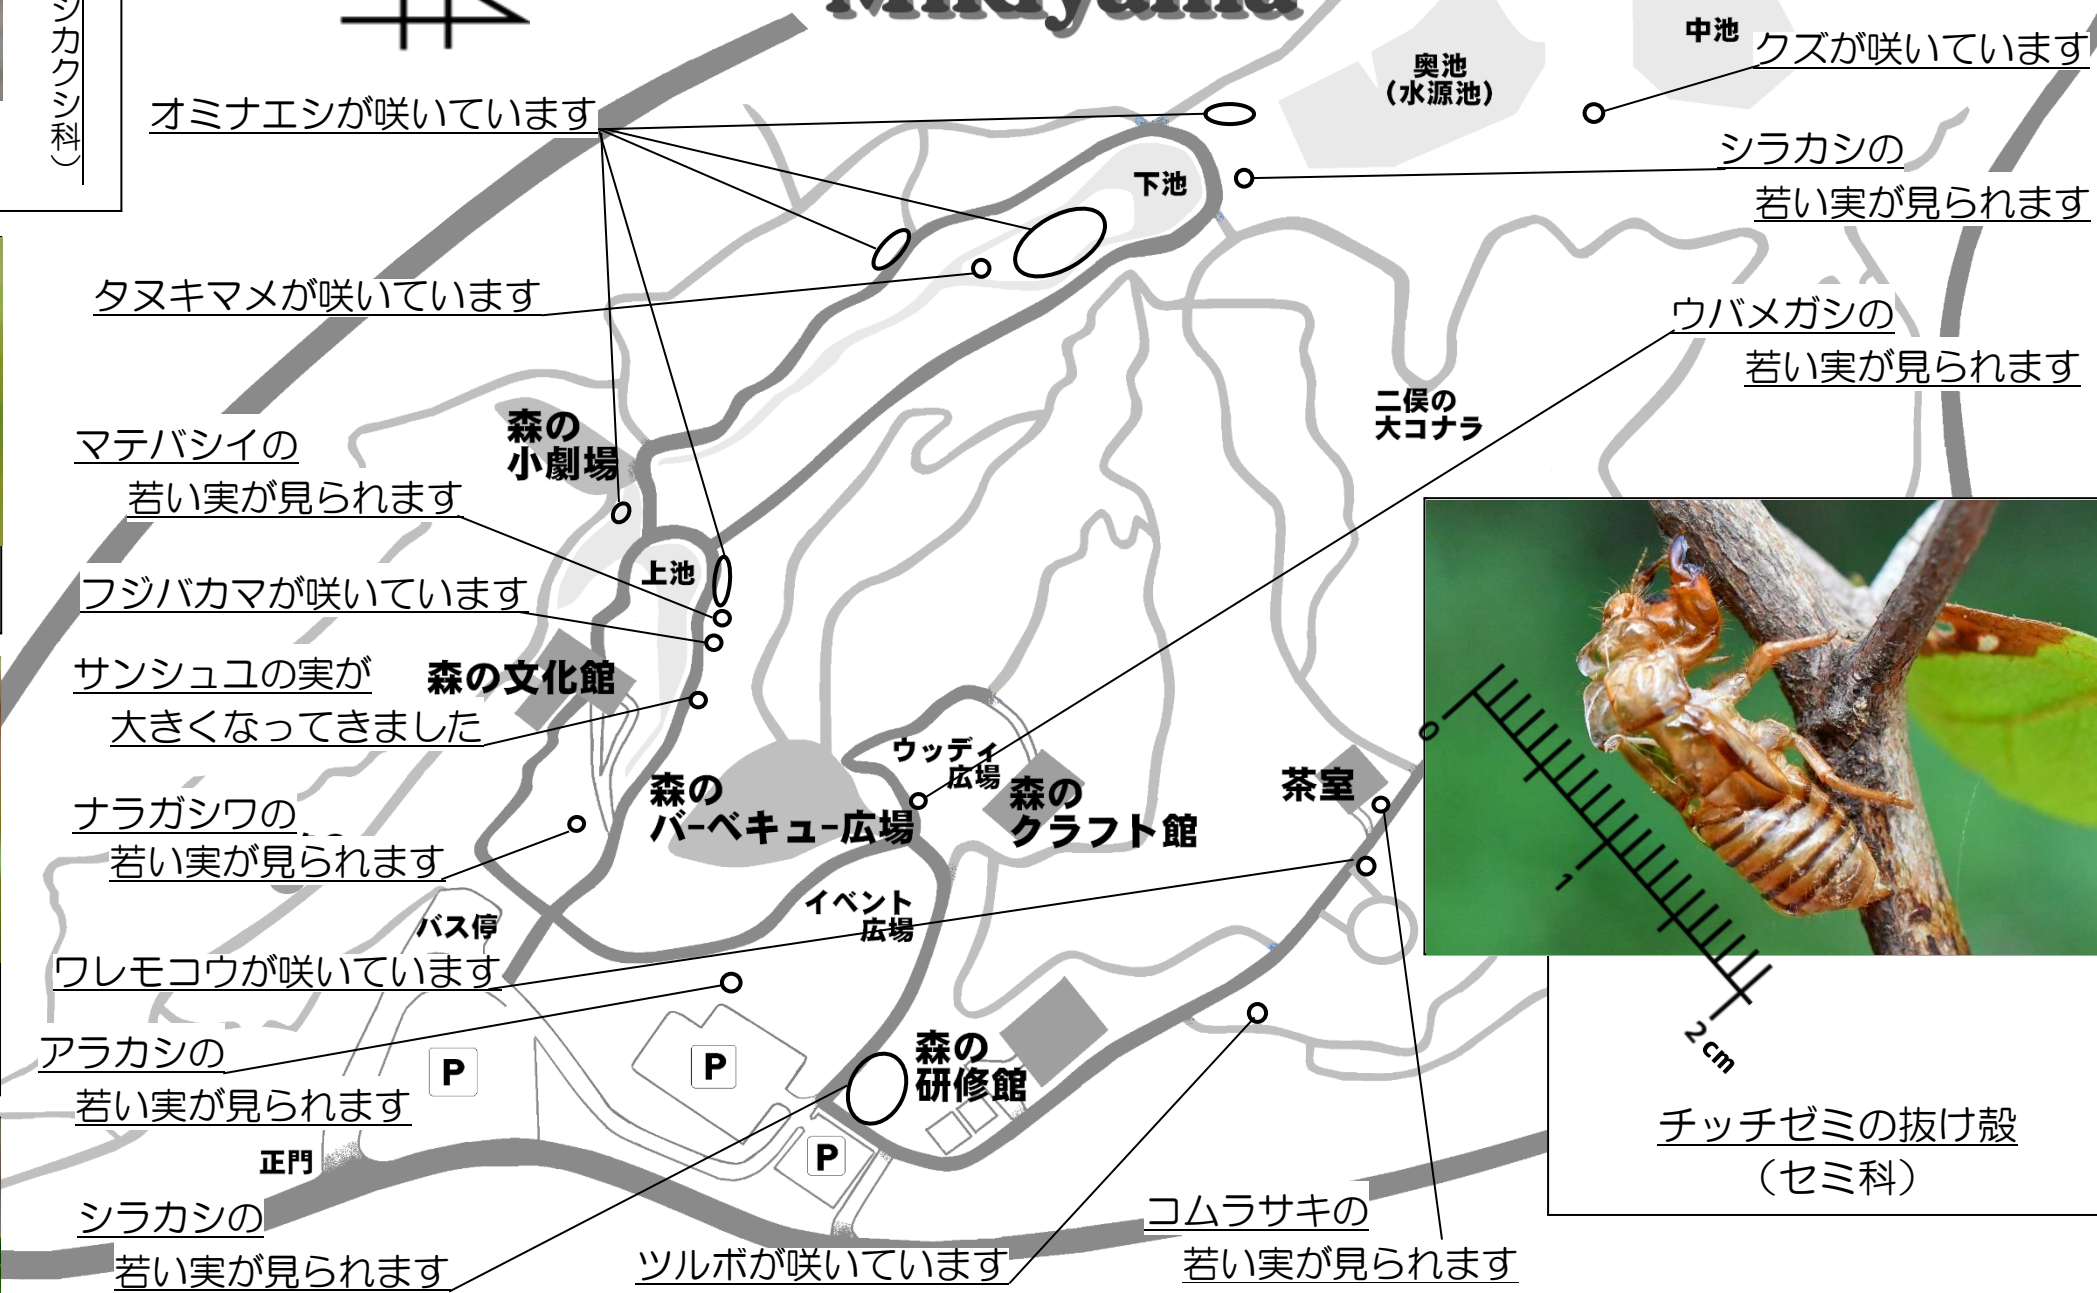 シカクシ科）
Mikiyama
中池
クズが咲いています
奥池
（水源池）
オミナエシが咲いています
シラカシの
若い実が見られます
下池
タヌキマメが咲いています
ウバメガシの
若い実が見られます
二俣の
大コナラ
森の
小劇場
マテバシイの
若い実が見られます
上池
フジバカマが咲いています
サンシュユの実が
大きくなってきました
森の文化館
ウッディ
広場
森の
バーベキュー広場
森の
クラフト館
茶室
0
1
2 cm
ナラガシワの
若い実が見られます
イベント
広場
バス停
ワレモコウが咲いています
アラカシの
若い実が見られます
P
P
P
森の
研修館
正門
シラカシの
若い実が見られます
ツルボが咲いています
コムラサキの
若い実が見られます
チッチゼミの抜け殻
（セミ科）